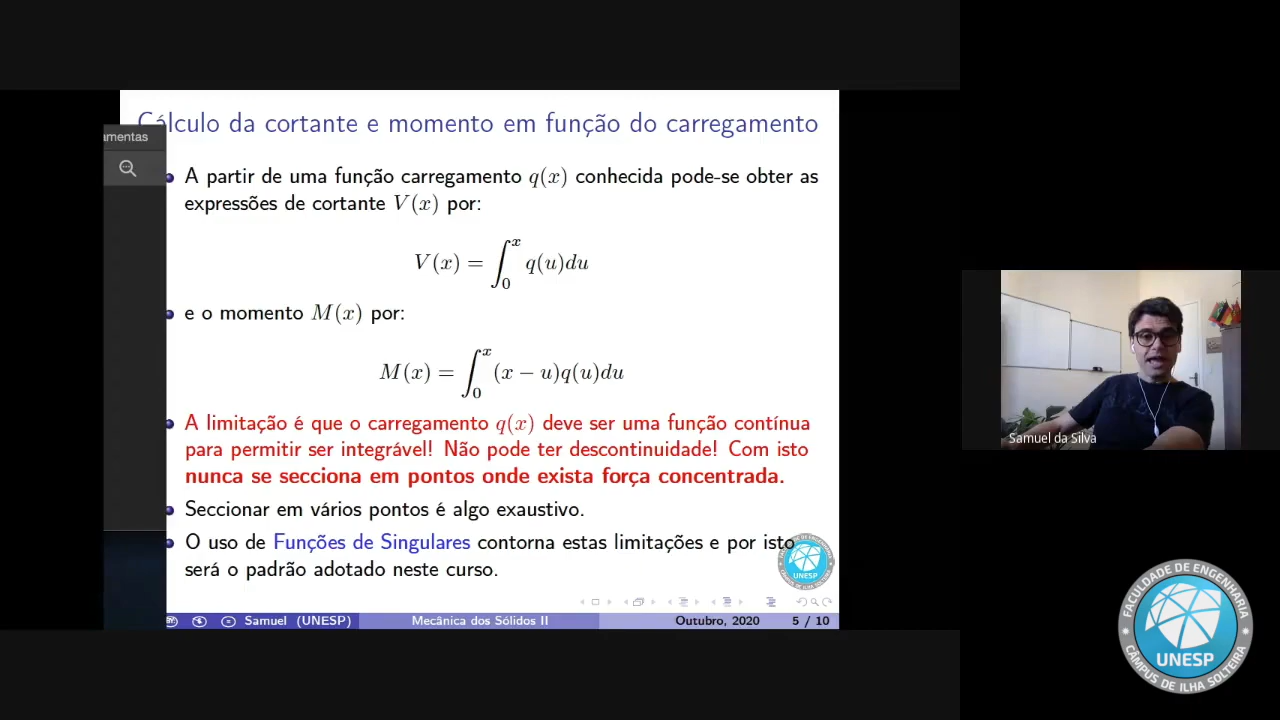 Cálculo da cortante e momento em função do carregamento
amentas
A partir de uma função carregamento q(x) conhecida pode-se obter as
expressões de cortante V(x) por:
V(x) = ∫₀ˣ q(u)du
e o momento M(x) por:
M(x) = ∫₀ˣ (x − u)q(u)du
A limitação é que o carregamento q(x) deve ser uma função contínua
para permitir ser integrável! Não pode ter descontinuidade! Com isto
nunca se secciona em pontos onde exista força concentrada.
Seccionar em vários pontos é algo exaustivo.
O uso de Funções de Singulares contorna estas limitações e por isto
será o padrão adotado neste curso.
UNESP
Samuel (UNESP) Mecânica dos Sólidos II Outubro, 2020 5 / 10
Samuel da Silva
FACULDADE DE ENGENHARIA
UNESP
CÂMPUS DE ILHA SOLTEIRA